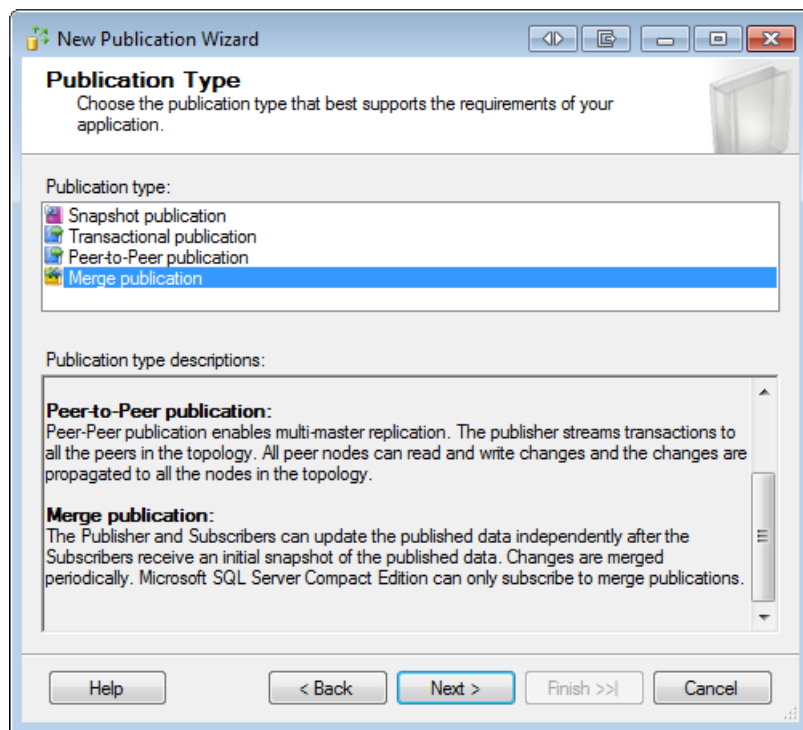 New Publication Wizard
Publication Type
Choose the publication type that best supports the requirements of your
application.
Publication type:
Snapshot publication
Transactional publication
Peer-to-Peer publication
Merge publication
Publication type descriptions:
Peer-to-Peer publication:
Peer-Peer publication enables multi-master replication. The publisher streams transactions to
all the peers in the topology. All peer nodes can read and write changes and the changes are
propagated to all the nodes in the topology.
Merge publication:
The Publisher and Subscribers can update the published data independently after the
Subscribers receive an initial snapshot of the published data. Changes are merged
periodically. Microsoft SQL Server Compact Edition can only subscribe to merge publications.
Help < Back Next > Finish >>| Cancel